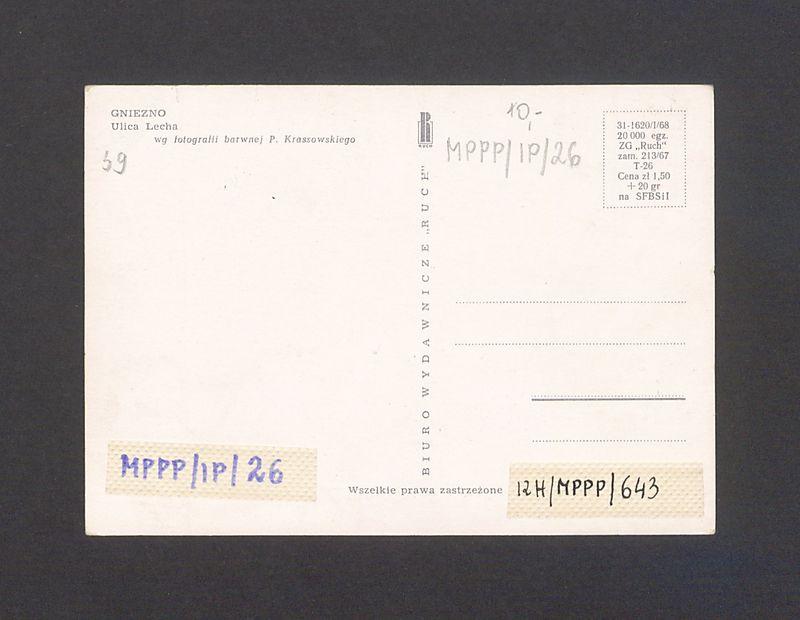 GNIEZNO
Ulica Lecha
wg fotografii barwnej P. Krassowskiego
59
RUCH
BIURO WYDAWNICZE „RUCH"
10,-
MPPP/IP/26
31-1620/I/68
20 000 egz.
ZG „Ruch"
zam. 213/67
T-26
Cena zł 1,50
+ 20 gr
na SFBSiI
MPPP/IP/26
Wszelkie prawa zastrzeżone
12H/MPPP/643